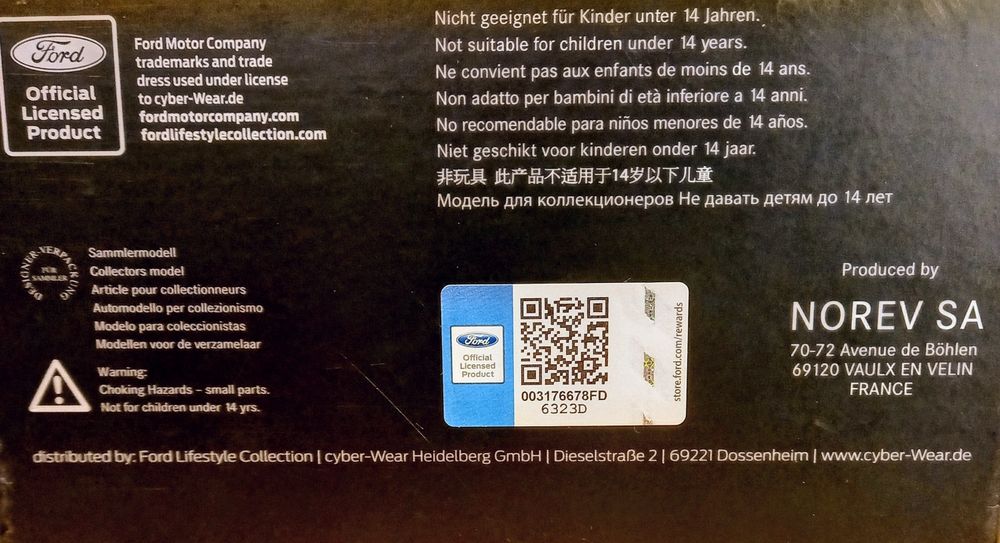 Ford
Official
Licensed
Product
Ford Motor Company
trademarks and trade
dress used under license
to cyber-Wear.de
fordmotorcompany.com
fordlifestylecollection.com
Nicht geeignet für Kinder unter 14 Jahren.
Not suitable for children under 14 years.
Ne convient pas aux enfants de moins de 14 ans.
Non adatto per bambini di età inferiore a 14 anni.
No recomendable para niños menores de 14 años.
Niet geschikt voor kinderen onder 14 jaar.
非玩具 此产品不适用于14岁以下儿童
Модель для коллекционеров Не давать детям до 14 лет
DESIGNER-VERPACKUNG
FÜR
SAMMLER
Sammlermodell
Collectors model
Article pour collectionneurs
Automodello per collezionismo
Modelo para coleccionistas
Modellen voor de verzamelaar
Warning:
Choking Hazards – small parts.
Not for children under 14 yrs.
Ford
Official
Licensed
Product
003176678FD
6323D
store.ford.com/rewards
Produced by
NOREV SA
70-72 Avenue de Böhlen
69120 VAULX EN VELIN
FRANCE
distributed by: Ford Lifestyle Collection | cyber-Wear Heidelberg GmbH | Dieselstraße 2 | 69221 Dossenheim | www.cyber-Wear.de